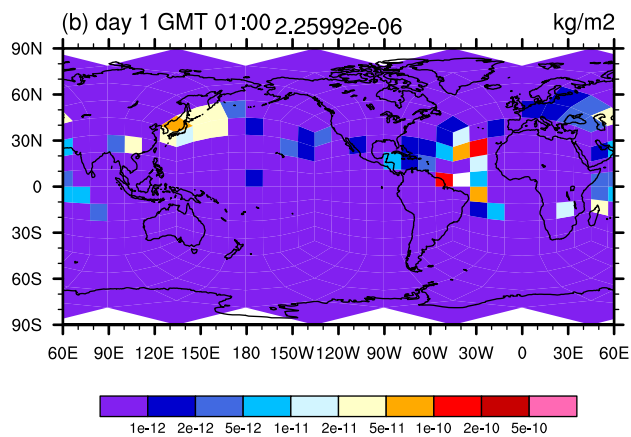 (b) day 1 GMT 01:00 2.25992e-06 kg/m2
90N
60N
30N
0
30S
60S
90S
60E 90E 120E 150E 180 150W 120W 90W 60W 30W 0 30E 60E
1e-12 2e-12 5e-12 1e-11 2e-11 5e-11 1e-10 2e-10 5e-10